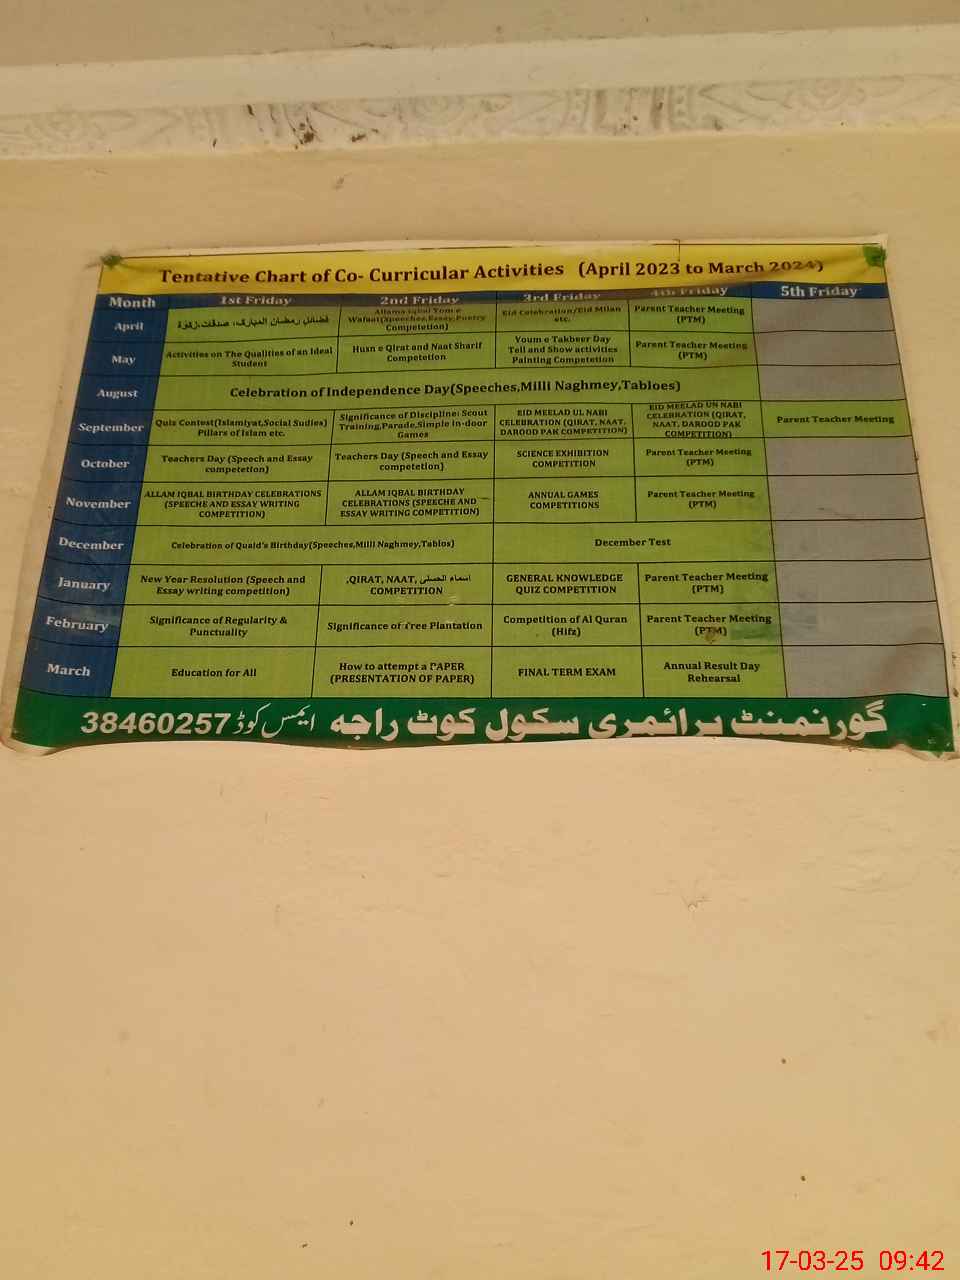 Tentative Chart of Co- Curricular Activities (April 2023 to March 2024)
Month 1st Friday 2nd Friday 3rd Friday 4th Friday 5th Friday
April
فضائل رمضان المبارک، صدقات،زکوٰۃ
Allama Iqbal Yom e
Wafaat(Speeches,Essay,Poetry
Competetion)
Eid Celebration/Eid Milan
etc.
Parent Teacher Meeting
(PTM)
May
Activities on The Qualities of an Ideal
Student
Husn e Qirat and Naat Sharif
Competetion
Youm e Takbeer Day
Tell and Show activities
Painting Competetion
Parent Teacher Meeting
(PTM)
August
Celebration of Independence Day(Speeches,Milli Naghmey,Tabloes)
September
Quiz Contest(Islamiyat,Social Sudies)
Pillars of Islam etc.
Significance of Discipline: Scout
Training,Parade,Simple in-door
Games
EID MEELAD UL NABI
CELEBRATION (QIRAT, NAAT,
DAROOD PAK COMPETITION)
EID MEELAD UN NABI
CELEBRATION (QIRAT,
NAAT, DAROOD PAK
COMPETITION)
Parent Teacher Meeting
October
Teachers Day (Speech and Essay
competetion)
Teachers Day (Speech and Essay
competetion)
SCIENCE EXHIBITION
COMPETITION
Parent Teacher Meeting
(PTM)
November
ALLAM IQBAL BIRTHDAY CELEBRATIONS
(SPEECHE AND ESSAY WRITING
COMPETITION)
ALLAM IQBAL BIRTHDAY
CELEBRATIONS (SPEECHE AND
ESSAY WRITING COMPETITION)
ANNUAL GAMES
COMPETITIONS
Parent Teacher Meeting
(PTM)
December
Celebration of Quaid's Birthday(Speeches,Milli Naghmey,Tablos)
December Test
January
New Year Resolution (Speech and
Essay writing competition)
,QIRAT, NAAT, اسماء الحسنٰی
COMPETITION
GENERAL KNOWLEDGE
QUIZ COMPETITION
Parent Teacher Meeting
(PTM)
February
Significance of Regularity &
Punctuality
Significance of Tree Plantation
Competition of Al Quran
(Hifz)
Parent Teacher Meeting
(PTM)
March
Education for All
How to attempt a PAPER
(PRESENTATION OF PAPER)
FINAL TERM EXAM
Annual Result Day
Rehearsal
گورنمنٹ پرائمری سکول کوٹ راجہ ایمس کوڈ 38460257
17-03-25 09:42